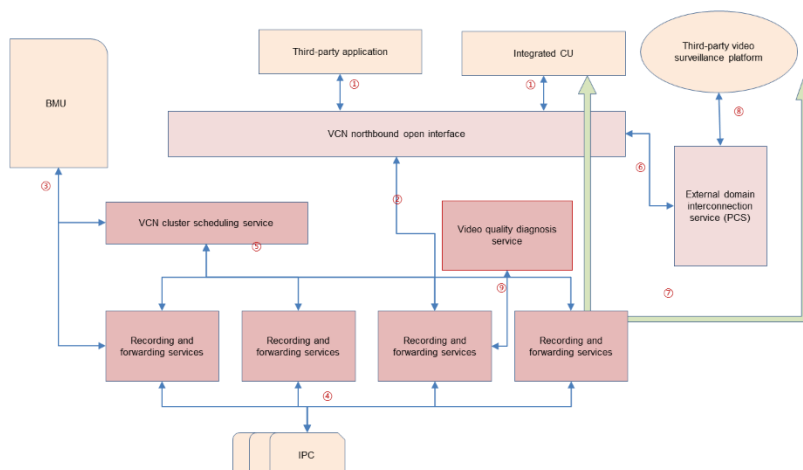 Third-party application
Integrated CU
Third-party video
surveillance platform
BMU
①
①
⑧
VCN northbound open interface
⑥
③
②
External domain
interconnection
service (PCS)
VCN cluster scheduling service
Video quality diagnosis
service
⑤
⑨
⑦
Recording and
forwarding services
Recording and
forwarding services
Recording and
forwarding services
Recording and
forwarding services
④
IPC